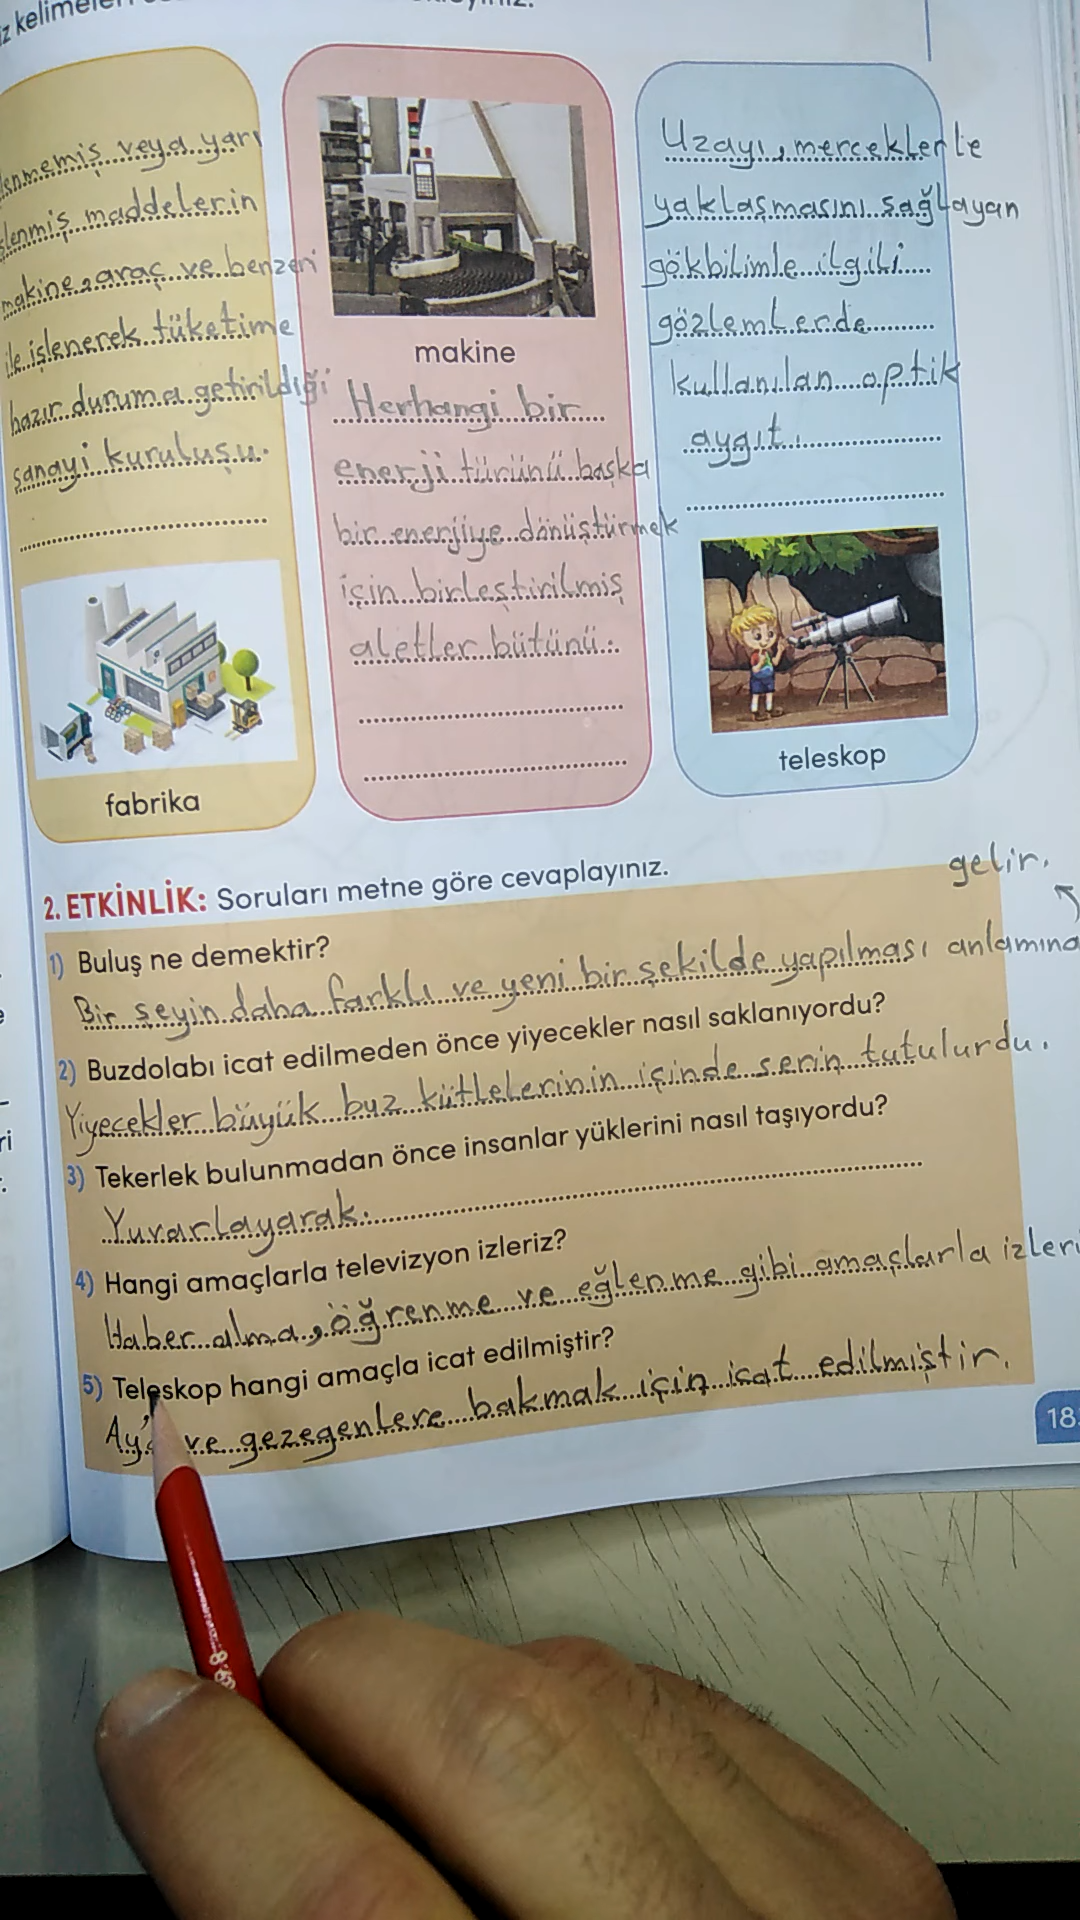 z kelimeleri
lenmemiş veya yarı
işlenmiş maddelerin
makine, araç ve benzeri
ile işlenerek tüketime
hazır duruma getirildiği
sanayi kuruluşu.
fabrika
makine
Herhangi bir
enerji türünü başka
bir enerjiye dönüştürmek
için birleştirilmiş
aletler bütünü.
Uzayı, merceklerle
yaklaşmasını sağlayan
gökbilimle ilgili
gözlemlerde
kullanılan optik
aygıt.
teleskop
2. ETKİNLİK: Soruları metne göre cevaplayınız.
1) Buluş ne demektir?
Bir şeyin daha farklı ve yeni bir şekilde yapılması anlamına
gelir.
2) Buzdolabı icat edilmeden önce yiyecekler nasıl saklanıyordu?
Yiyecekler büyük buz kütlelerinin içinde serin tutulurdu.
3) Tekerlek bulunmadan önce insanlar yüklerini nasıl taşıyordu?
Yuvarlayarak.
4) Hangi amaçlarla televizyon izleriz?
Haber alma, öğrenme ve eğlenme gibi amaçlarla izleri
5) Teleskop hangi amaçla icat edilmiştir?
Ay'a ve gezegenlere bakmak için icat edilmiştir.
18